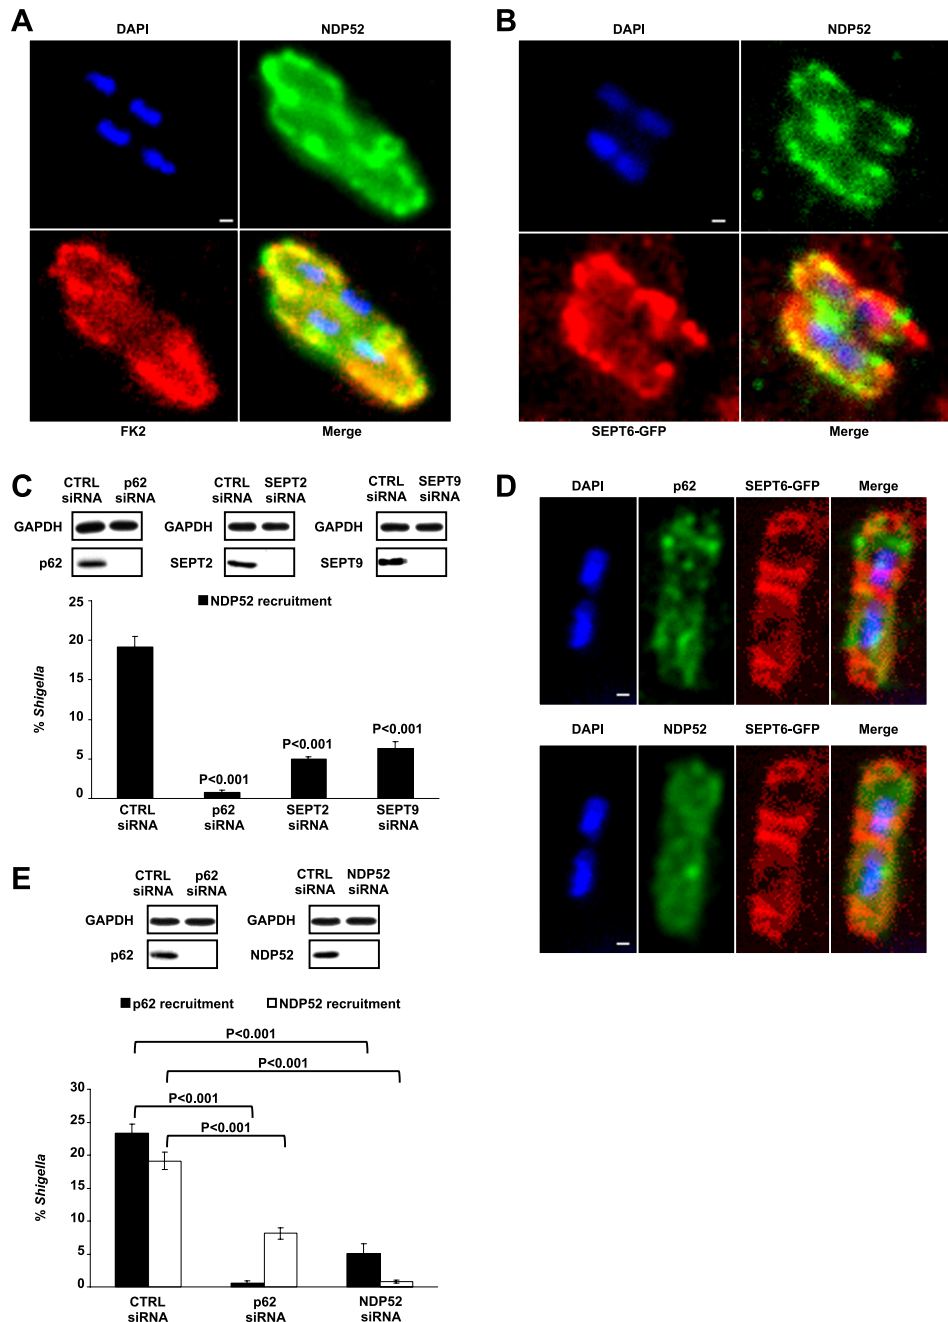 A
DAPI NDP52
FK2 Merge
B
DAPI NDP52
SEPT6-GFP Merge
C
CTRL siRNA p62 siRNA
CTRL siRNA SEPT2 siRNA
CTRL siRNA SEPT9 siRNA
GAPDH GAPDH GAPDH
p62 SEPT2 SEPT9
NDP52 recruitment
% Shigella
25
20
15
10
5
0
P<0.001
P<0.001
P<0.001
CTRL siRNA
p62 siRNA
SEPT2 siRNA
SEPT9 siRNA
D
DAPI p62 SEPT6-GFP Merge
DAPI NDP52 SEPT6-GFP Merge
E
CTRL siRNA p62 siRNA
CTRL siRNA NDP52 siRNA
GAPDH GAPDH
p62 NDP52
p62 recruitment NDP52 recruitment
P<0.001
P<0.001
P<0.001
P<0.001
% Shigella
30
25
20
15
10
5
0
CTRL siRNA
p62 siRNA
NDP52 siRNA